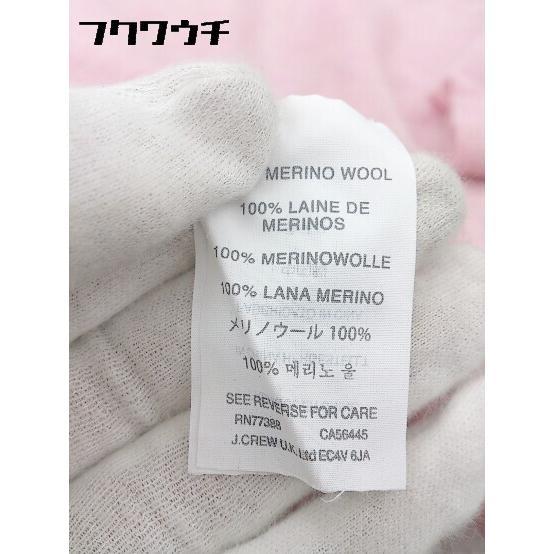 フクワウチ
MERINO WOOL
100% LAINE DE
MERINOS
100% MERINOWOLLE
100% LANA MERINO
メリノウール 100%
100% 메리노 울
SEE REVERSE FOR CARE
RN77388 CA56445
J.CREW U.K. Ltd EC4V 6JA